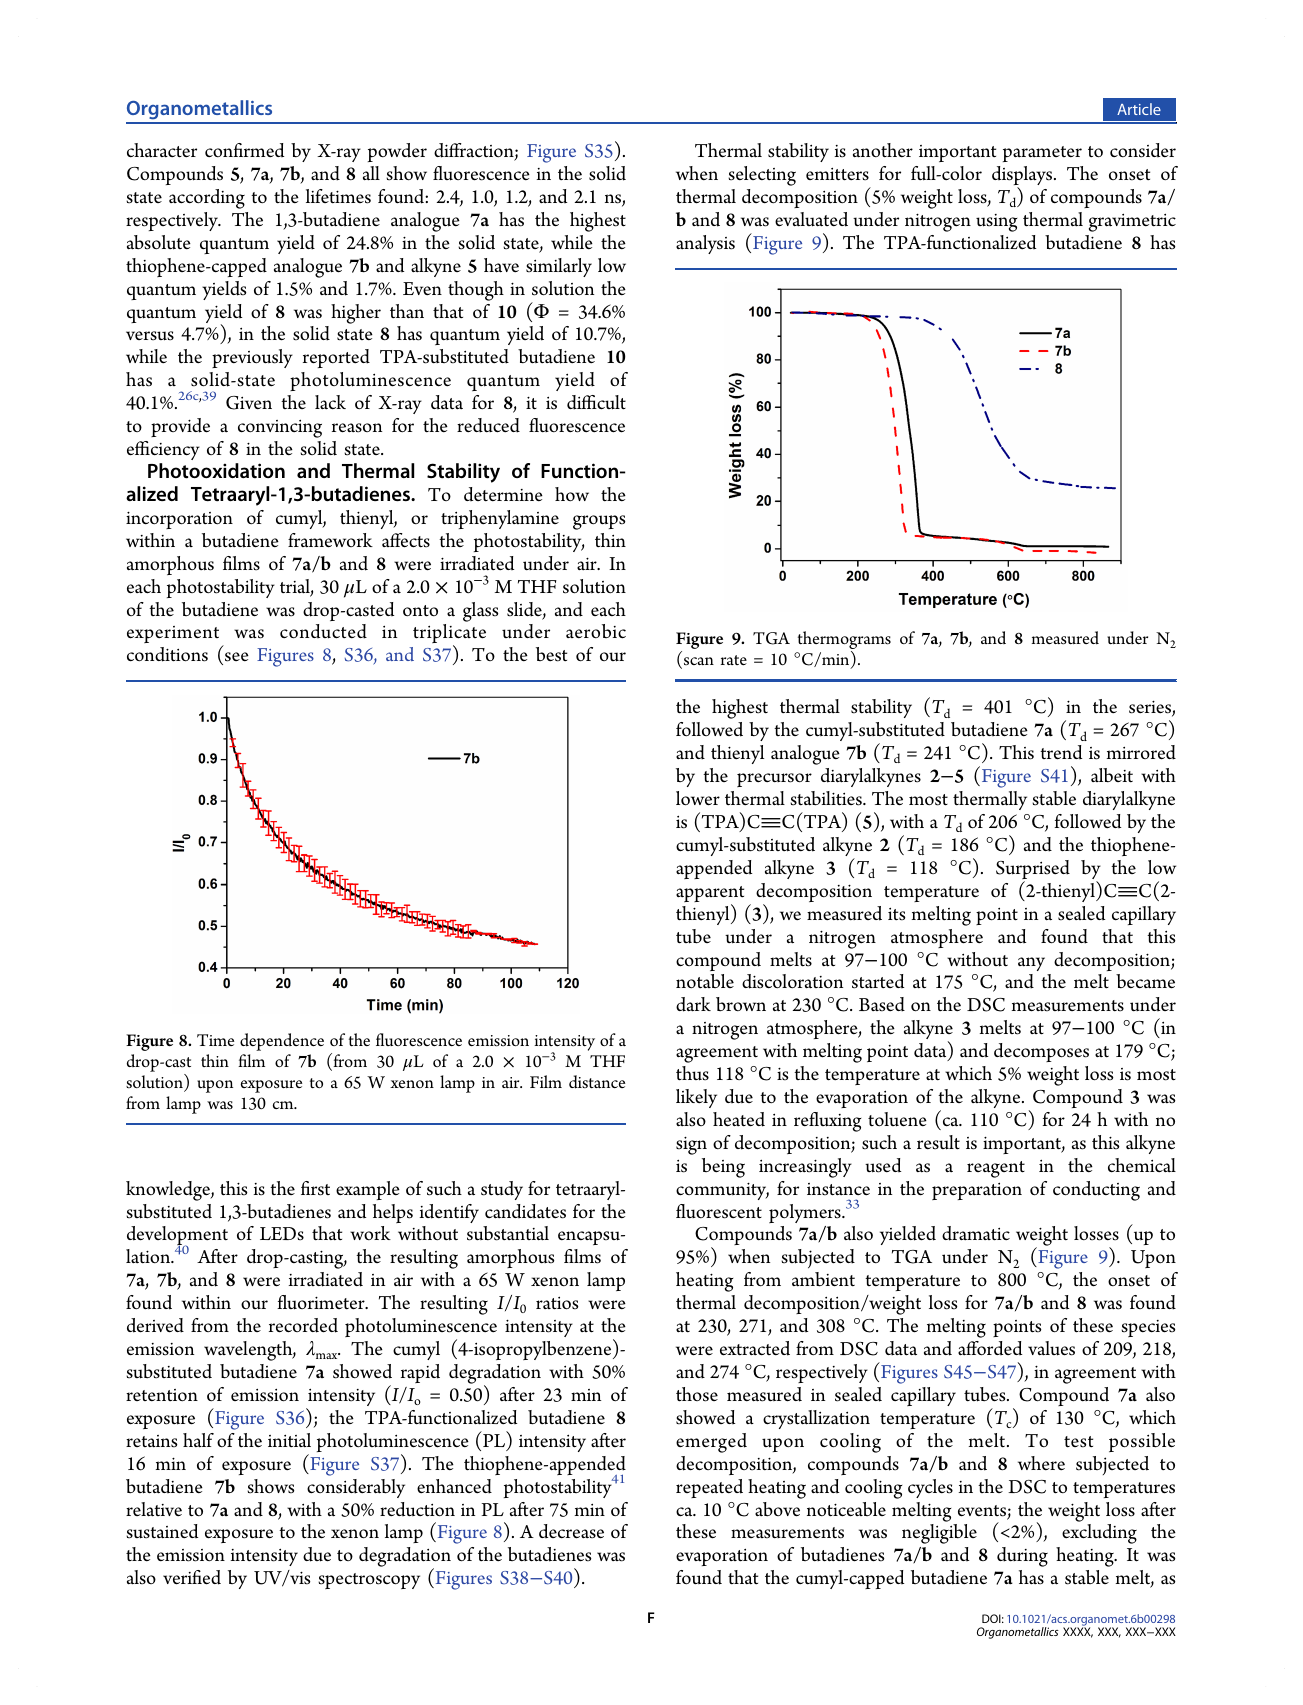 Organometallics
Article
character confirmed by X-ray powder diffraction; Figure S35).
Compounds 5, 7a, 7b, and 8 all show fluorescence in the solid
state according to the lifetimes found: 2.4, 1.0, 1.2, and 2.1 ns,
respectively. The 1,3-butadiene analogue 7a has the highest
absolute quantum yield of 24.8% in the solid state, while the
thiophene-capped analogue 7b and alkyne 5 have similarly low
quantum yields of 1.5% and 1.7%. Even though in solution the
quantum yield of 8 was higher than that of 10 (Φ = 34.6%
versus 4.7%), in the solid state 8 has quantum yield of 10.7%,
while the previously reported TPA-substituted butadiene 10
has a solid-state photoluminescence quantum yield of
40.1%.26c,39 Given the lack of X-ray data for 8, it is difficult
to provide a convincing reason for the reduced fluorescence
efficiency of 8 in the solid state.
Photooxidation and Thermal Stability of Function-
alized Tetraaryl-1,3-butadienes. To determine how the
incorporation of cumyl, thienyl, or triphenylamine groups
within a butadiene framework affects the photostability, thin
amorphous films of 7a/b and 8 were irradiated under air. In
each photostability trial, 30 μL of a 2.0 × 10−3 M THF solution
of the butadiene was drop-casted onto a glass slide, and each
experiment was conducted in triplicate under aerobic
conditions (see Figures 8, S36, and S37). To the best of our
1.0
0.9
0.8
0.7
0.6
0.5
0.4
I/I0
7b
0 20 40 60 80 100 120
Time (min)
Figure 8. Time dependence of the fluorescence emission intensity of a
drop-cast thin film of 7b (from 30 μL of a 2.0 × 10−3 M THF
solution) upon exposure to a 65 W xenon lamp in air. Film distance
from lamp was 130 cm.
knowledge, this is the first example of such a study for tetraaryl-
substituted 1,3-butadienes and helps identify candidates for the
development of LEDs that work without substantial encapsu-
lation.40 After drop-casting, the resulting amorphous films of
7a, 7b, and 8 were irradiated in air with a 65 W xenon lamp
found within our fluorimeter. The resulting I/I0 ratios were
derived from the recorded photoluminescence intensity at the
emission wavelength, λmax. The cumyl (4-isopropylbenzene)-
substituted butadiene 7a showed rapid degradation with 50%
retention of emission intensity (I/Io = 0.50) after 23 min of
exposure (Figure S36); the TPA-functionalized butadiene 8
retains half of the initial photoluminescence (PL) intensity after
16 min of exposure (Figure S37). The thiophene-appended
butadiene 7b shows considerably enhanced photostability41
relative to 7a and 8, with a 50% reduction in PL after 75 min of
sustained exposure to the xenon lamp (Figure 8). A decrease of
the emission intensity due to degradation of the butadienes was
also verified by UV/vis spectroscopy (Figures S38−S40).
Thermal stability is another important parameter to consider
when selecting emitters for full-color displays. The onset of
thermal decomposition (5% weight loss, Td) of compounds 7a/
b and 8 was evaluated under nitrogen using thermal gravimetric
analysis (Figure 9). The TPA-functionalized butadiene 8 has
100
80
60
40
20
0
Weight loss (%)
7a
7b
8
0 200 400 600 800
Temperature (°C)
Figure 9. TGA thermograms of 7a, 7b, and 8 measured under N2
(scan rate = 10 °C/min).
the highest thermal stability (Td = 401 °C) in the series,
followed by the cumyl-substituted butadiene 7a (Td = 267 °C)
and thienyl analogue 7b (Td = 241 °C). This trend is mirrored
by the precursor diarylalkynes 2−5 (Figure S41), albeit with
lower thermal stabilities. The most thermally stable diarylalkyne
is (TPA)C≡C(TPA) (5), with a Td of 206 °C, followed by the
cumyl-substituted alkyne 2 (Td = 186 °C) and the thiophene-
appended alkyne 3 (Td = 118 °C). Surprised by the low
apparent decomposition temperature of (2-thienyl)C≡C(2-
thienyl) (3), we measured its melting point in a sealed capillary
tube under a nitrogen atmosphere and found that this
compound melts at 97−100 °C without any decomposition;
notable discoloration started at 175 °C, and the melt became
dark brown at 230 °C. Based on the DSC measurements under
a nitrogen atmosphere, the alkyne 3 melts at 97−100 °C (in
agreement with melting point data) and decomposes at 179 °C;
thus 118 °C is the temperature at which 5% weight loss is most
likely due to the evaporation of the alkyne. Compound 3 was
also heated in refluxing toluene (ca. 110 °C) for 24 h with no
sign of decomposition; such a result is important, as this alkyne
is being increasingly used as a reagent in the chemical
community, for instance in the preparation of conducting and
fluorescent polymers.33
Compounds 7a/b also yielded dramatic weight losses (up to
95%) when subjected to TGA under N2 (Figure 9). Upon
heating from ambient temperature to 800 °C, the onset of
thermal decomposition/weight loss for 7a/b and 8 was found
at 230, 271, and 308 °C. The melting points of these species
were extracted from DSC data and afforded values of 209, 218,
and 274 °C, respectively (Figures S45−S47), in agreement with
those measured in sealed capillary tubes. Compound 7a also
showed a crystallization temperature (Tc) of 130 °C, which
emerged upon cooling of the melt. To test possible
decomposition, compounds 7a/b and 8 where subjected to
repeated heating and cooling cycles in the DSC to temperatures
ca. 10 °C above noticeable melting events; the weight loss after
these measurements was negligible (<2%), excluding the
evaporation of butadienes 7a/b and 8 during heating. It was
found that the cumyl-capped butadiene 7a has a stable melt, as
F
DOI: 10.1021/acs.organomet.6b00298
Organometallics XXXX, XXX, XXX−XXX